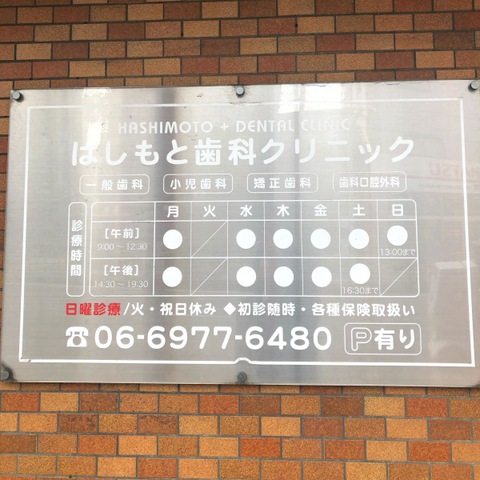 HASHIMOTO + DENTAL CLINIC
はしもと歯科クリニック
一般歯科 小児歯科 矯正歯科 歯科口腔外科
診療時間
月 火 水 木 金 土 日
[午前] 9:00～12:30 ● ／ ● ● ● ● ● 13:00まで
[午後] 14:30～19:30 ● ／ ● ● ● ● ／ 16:30まで
日曜診療/火・祝日休み ◆初診随時・各種保険取扱い
☎06-6977-6480 P有り